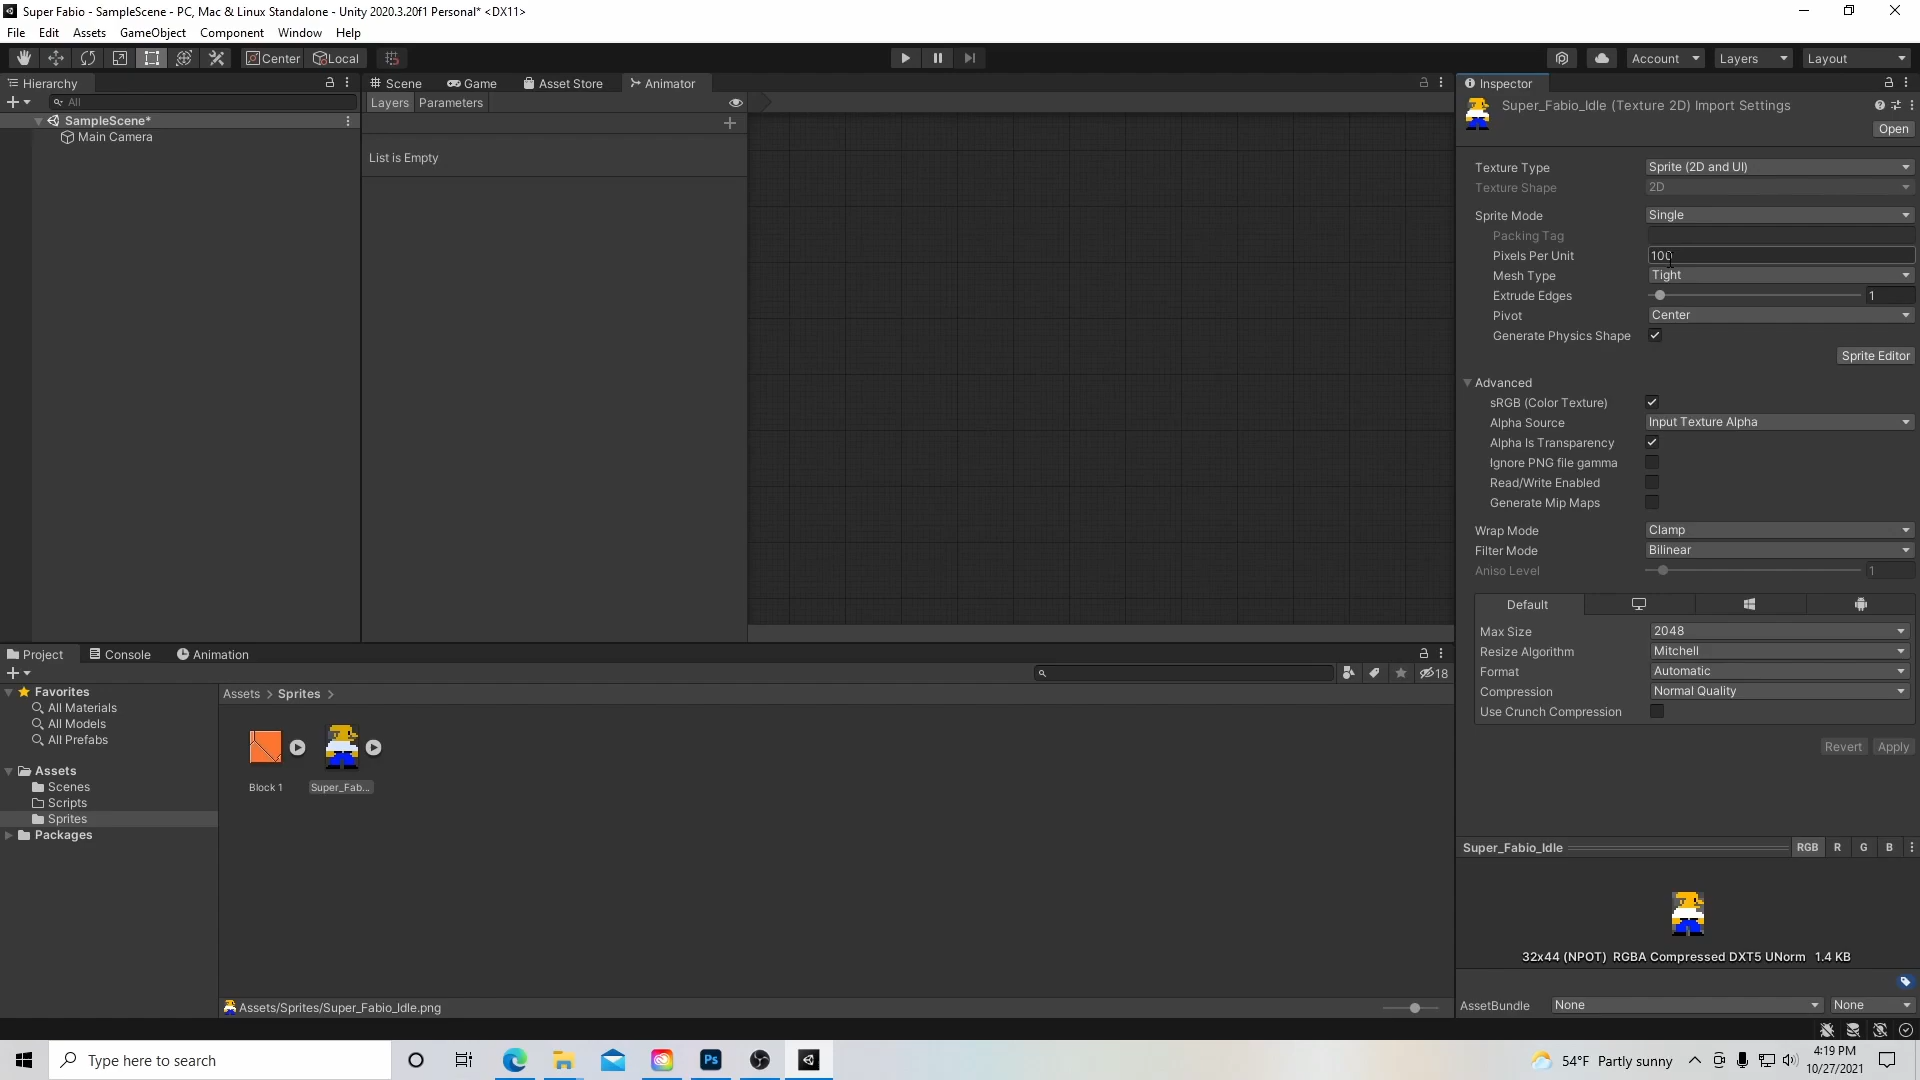 Super Fabio - SampleScene - PC, Mac & Linux Standalone - Unity 2020.3.20f1 Personal* <DX11>
File Edit Assets GameObject Component Window Help
Center Local Account Layers Layout
Hierarchy
All
SampleScene*
Main Camera
Scene Game Asset Store Animator
Layers Parameters
List is Empty
Inspector
Super_Fabio_Idle (Texture 2D) Import Settings
Open
Texture Type Sprite (2D and UI)
Texture Shape 2D
Sprite Mode Single
Packing Tag
Pixels Per Unit 100
Mesh Type Tight
Extrude Edges 1
Pivot Center
Generate Physics Shape
Sprite Editor
Advanced
sRGB (Color Texture)
Alpha Source Input Texture Alpha
Alpha Is Transparency
Ignore PNG file gamma
Read/Write Enabled
Generate Mip Maps
Wrap Mode Clamp
Filter Mode Bilinear
Aniso Level 1
Default
Max Size 2048
Resize Algorithm Mitchell
Format Automatic
Compression Normal Quality
Use Crunch Compression
Revert Apply
Project Console Animation
18
Favorites
All Materials
All Models
All Prefabs
Assets
Scenes
Scripts
Sprites
Packages
Assets > Sprites >
Block 1 Super_Fab...
Assets/Sprites/Super_Fabio_Idle.png
Super_Fabio_Idle RGB R G B
32x44 (NPOT) RGBA Compressed DXT5 UNorm 1.4 KB
AssetBundle None None
Type here to search
Ps
54°F Partly sunny
4:19 PM
10/27/2021